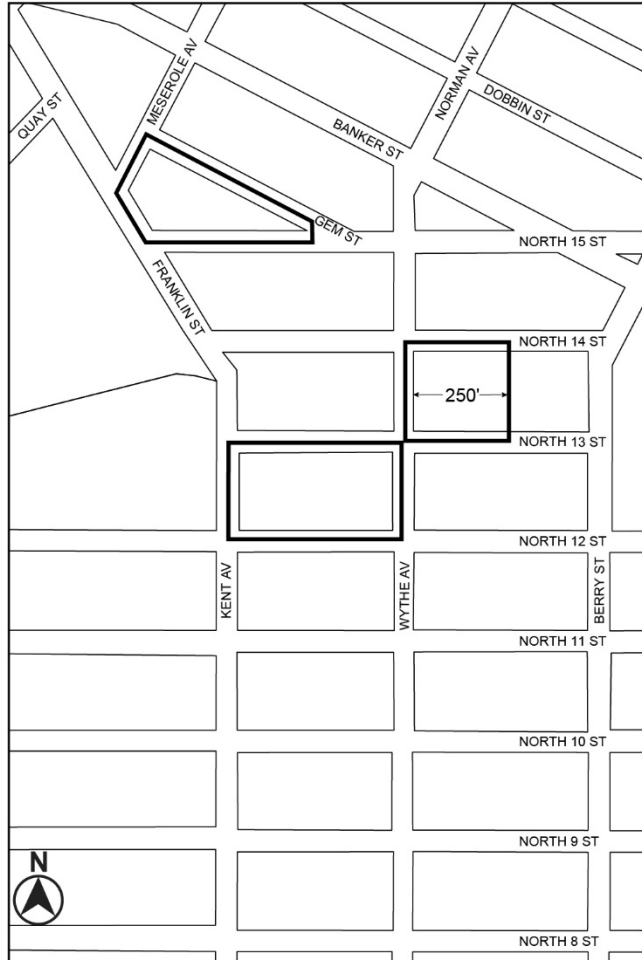 MESEROLE AV
NORMAN AV
QUAY ST
DOBBIN ST
BANKER ST
GEM ST
NORTH 15 ST
FRANKLIN ST
NORTH 14 ST
250'
NORTH 13 ST
NORTH 12 ST
KENT AV
WYTHE AV
BERRY ST
NORTH 11 ST
NORTH 10 ST
NORTH 9 ST
N
NORTH 8 ST